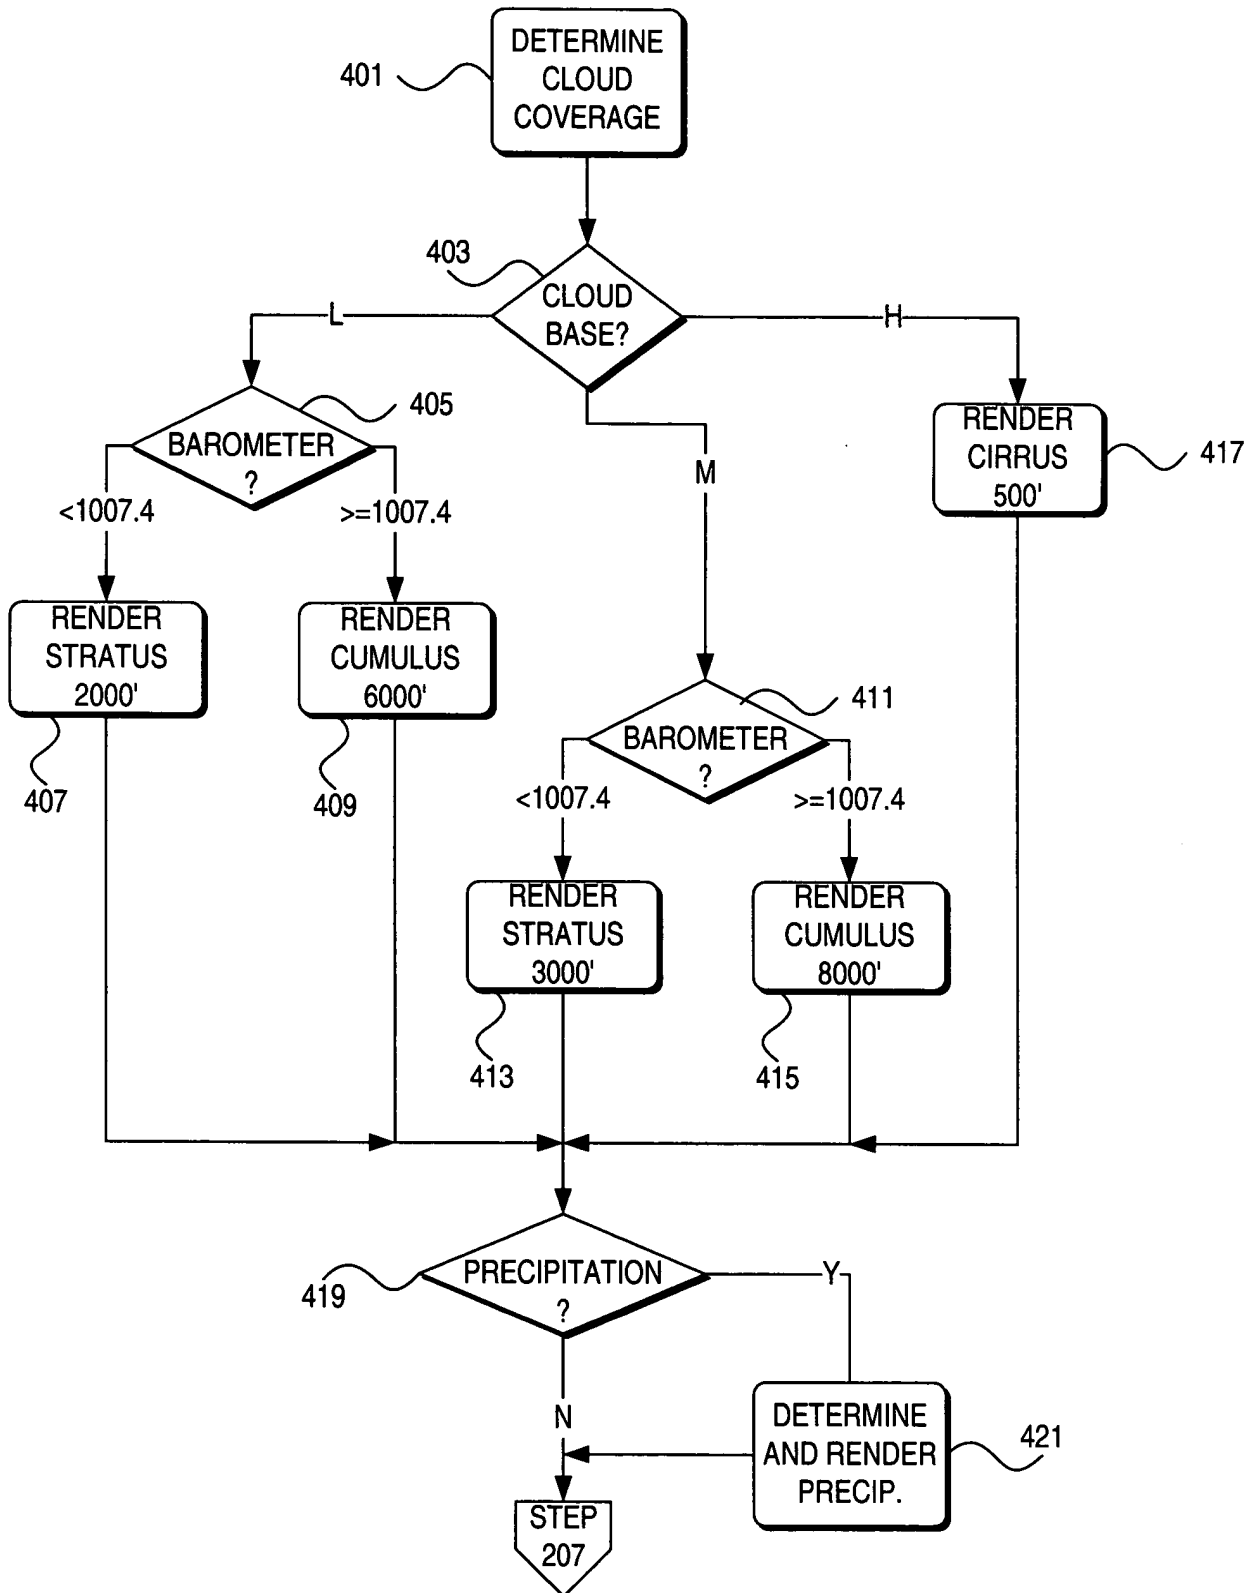 DETERMINE
CLOUD
COVERAGE
401
403
CLOUD
BASE?
L
H
M
405
BAROMETER
?
<1007.4
>=1007.4
RENDER
CIRRUS
500'
417
RENDER
STRATUS
2000'
407
RENDER
CUMULUS
6000'
409
411
BAROMETER
?
<1007.4
>=1007.4
RENDER
STRATUS
3000'
413
RENDER
CUMULUS
8000'
415
419
PRECIPITATION
?
Y
N
DETERMINE
AND RENDER
PRECIP.
421
STEP
207